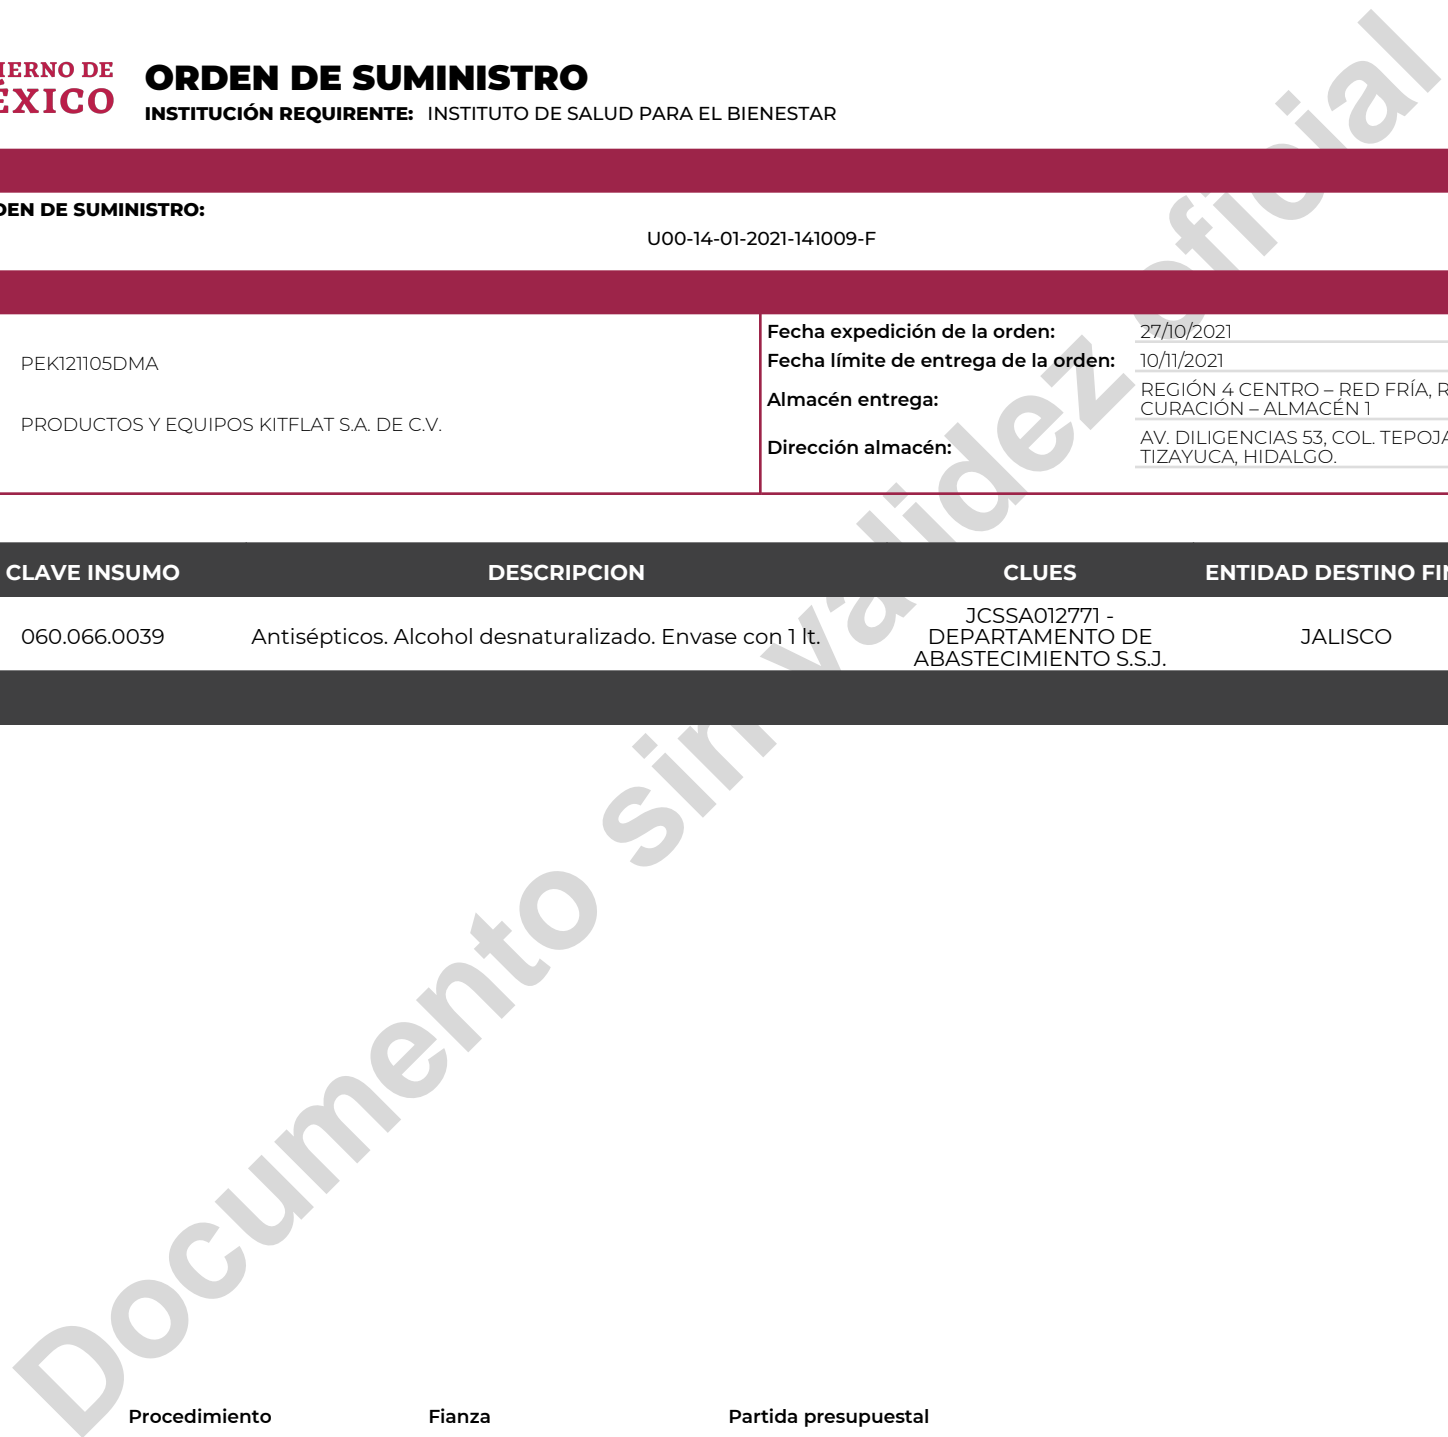 ORDEN DE SUMINISTRO
INSTITUCIÓN REQUIRENTE: INSTITUTO DE SALUD PARA EL BIENESTAR
IERNO DE
ÉXICO
DEN DE SUMINISTRO:
U00-14-01-2021-141009-F
PEK121105DMA
PRODUCTOS Y EQUIPOS KITFLAT S.A. DE C.V.
Fecha expedición de la orden: 27/10/2021
Fecha límite de entrega de la orden: 10/11/2021
Almacén entrega: REGIÓN 4 CENTRO – RED FRÍA, R
CURACIÓN – ALMACÉN 1
Dirección almacén: AV. DILIGENCIAS 53, COL. TEPOJA
TIZAYUCA, HIDALGO.
CLAVE INSUMO DESCRIPCION CLUES ENTIDAD DESTINO FIN
060.066.0039 Antisépticos. Alcohol desnaturalizado. Envase con 1 lt. JCSSA012771 -
DEPARTAMENTO DE
ABASTECIMIENTO S.S.J. JALISCO
Documento sin validez oficial
Procedimiento Fianza Partida presupuestal